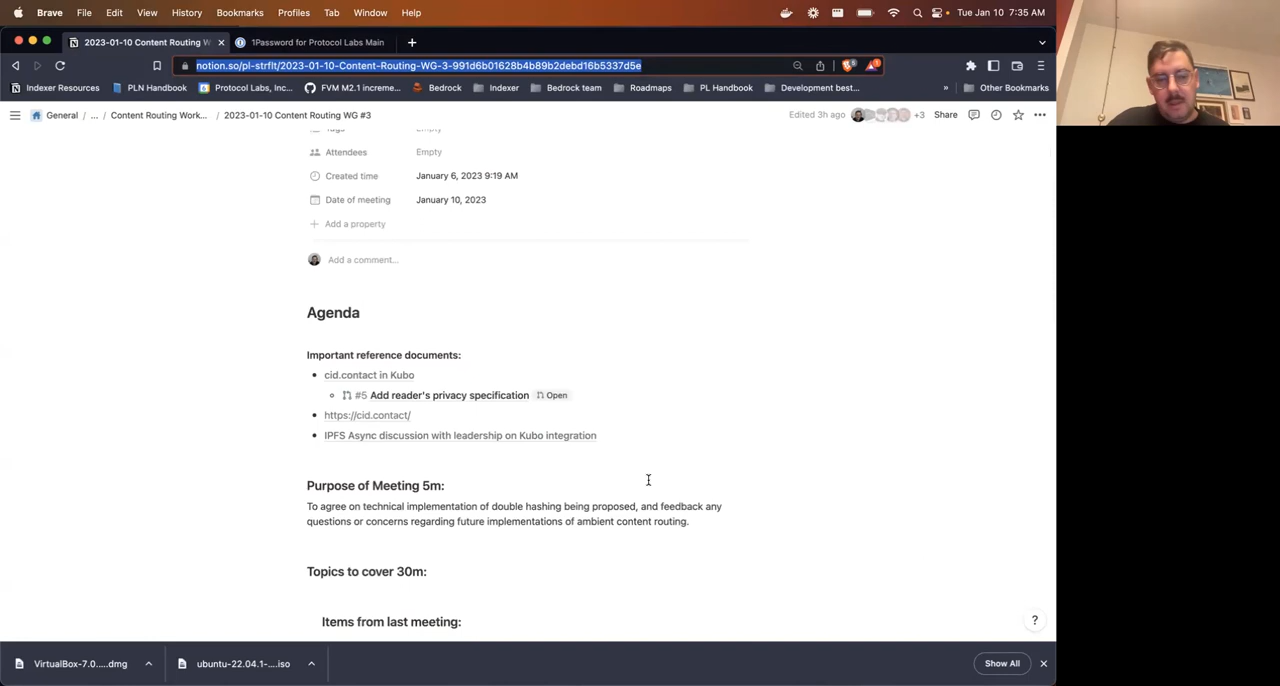 Brave File Edit View History Bookmarks Profiles Tab Window Help Tue Jan 10 7:35 AM
2023-01-10 Content Routing W 1Password for Protocol Labs Main
notion.so/pl-strflt/2023-01-10-Content-Routing-WG-3-991d6b01628b4b89b2debd16b5337d5e
Indexer Resources PLN Handbook Protocol Labs, Inc... FVM M2.1 increme... Bedrock Indexer Bedrock team Roadmaps PL Handbook Development best... » Other Bookmarks
General / ... / Content Routing Work... / 2023-01-10 Content Routing WG #3 Edited 3h ago +3 Share
Tags Empty
Attendees Empty
Created time January 6, 2023 9:19 AM
Date of meeting January 10, 2023
Add a property
Add a comment...
Agenda
Important reference documents:
cid.contact in Kubo
#5 Add reader's privacy specification Open
https://cid.contact/
IPFS Async discussion with leadership on Kubo integration
Purpose of Meeting 5m:
To agree on technical implementation of double hashing being proposed, and feedback any
questions or concerns regarding future implementations of ambient content routing.
Topics to cover 30m:
Items from last meeting:
?
VirtualBox-7.0.....dmg ubuntu-22.04.1-....iso Show All